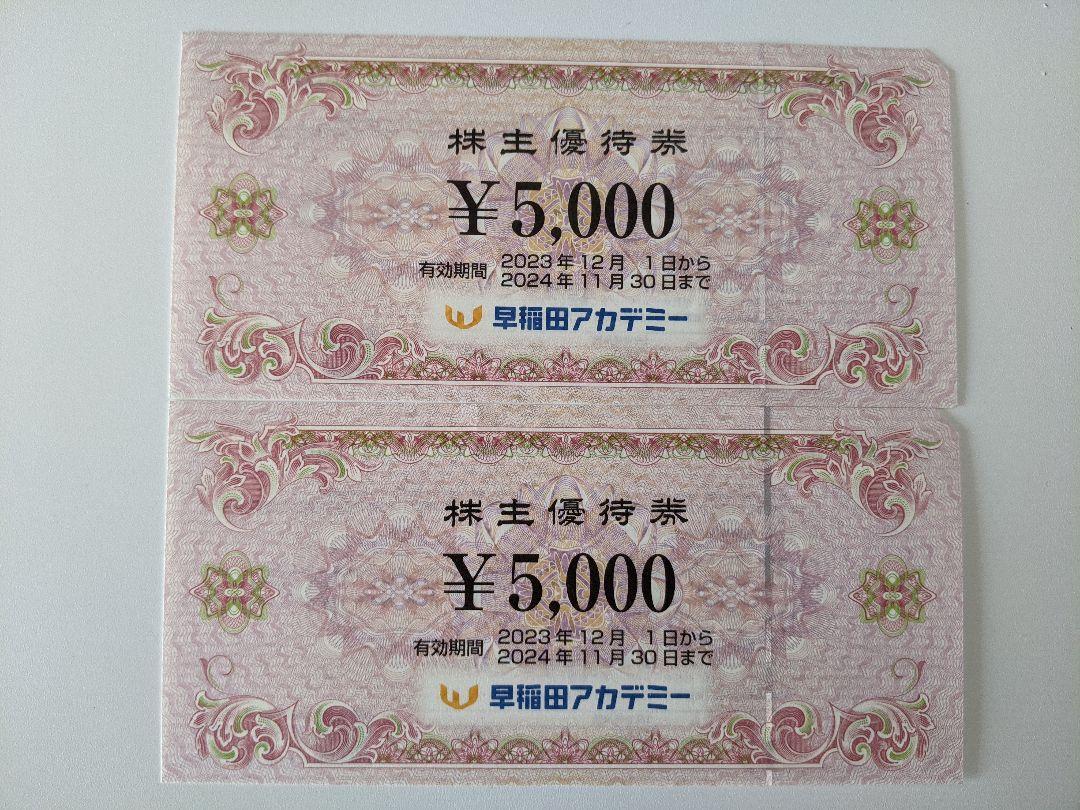 株主優待券
¥5,000
有効期間 2023年12月 1日から
2024年11月30日まで
早稲田アカデミー
株主優待券
¥5,000
有効期間 2023年12月 1日から
2024年11月30日まで
早稲田アカデミー